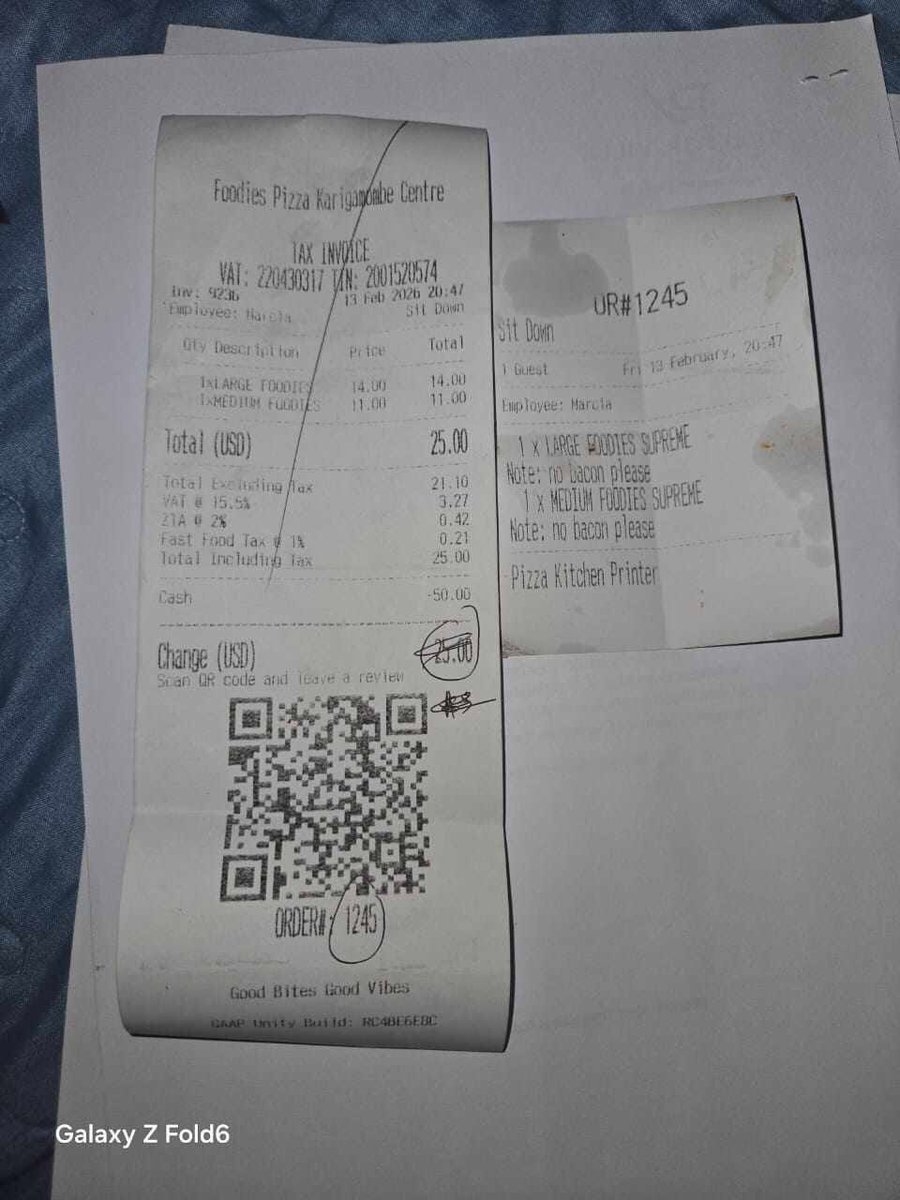 Foodies Pizza Karigamombe Centre
TAX INVOICE
VAT: 220430317 TIN: 2001520574
Inv: 9236 13 Feb 2026 20:47
Employee: Marcia Sit Down
Qty Description Price Total
1xLARGE FOODIES 14.00 14.00
1xMEDIUM FOODIES 11.00 11.00
Total (USD) 25.00
Total Excluding Tax 21.10
VAT @ 15.5% 3.27
ZTA @ 2% 0.42
Fast Food Tax @ 1% 0.21
Total Including Tax 25.00
Cash -50.00
Change (USD) 25.00
Scan QR code and leave a review
ORDER#: 1245
Good Bites Good Vibes
GAAP Unity Build: RC4BE6E8C
OR#1245
Sit Down
1 Guest Fri 13 February, 20:47
Employee: Marcia
1 x LARGE FOODIES SUPREME
Note: no bacon please
1 x MEDIUM FOODIES SUPREME
Note: no bacon please
Pizza Kitchen Printer
Galaxy Z Fold6